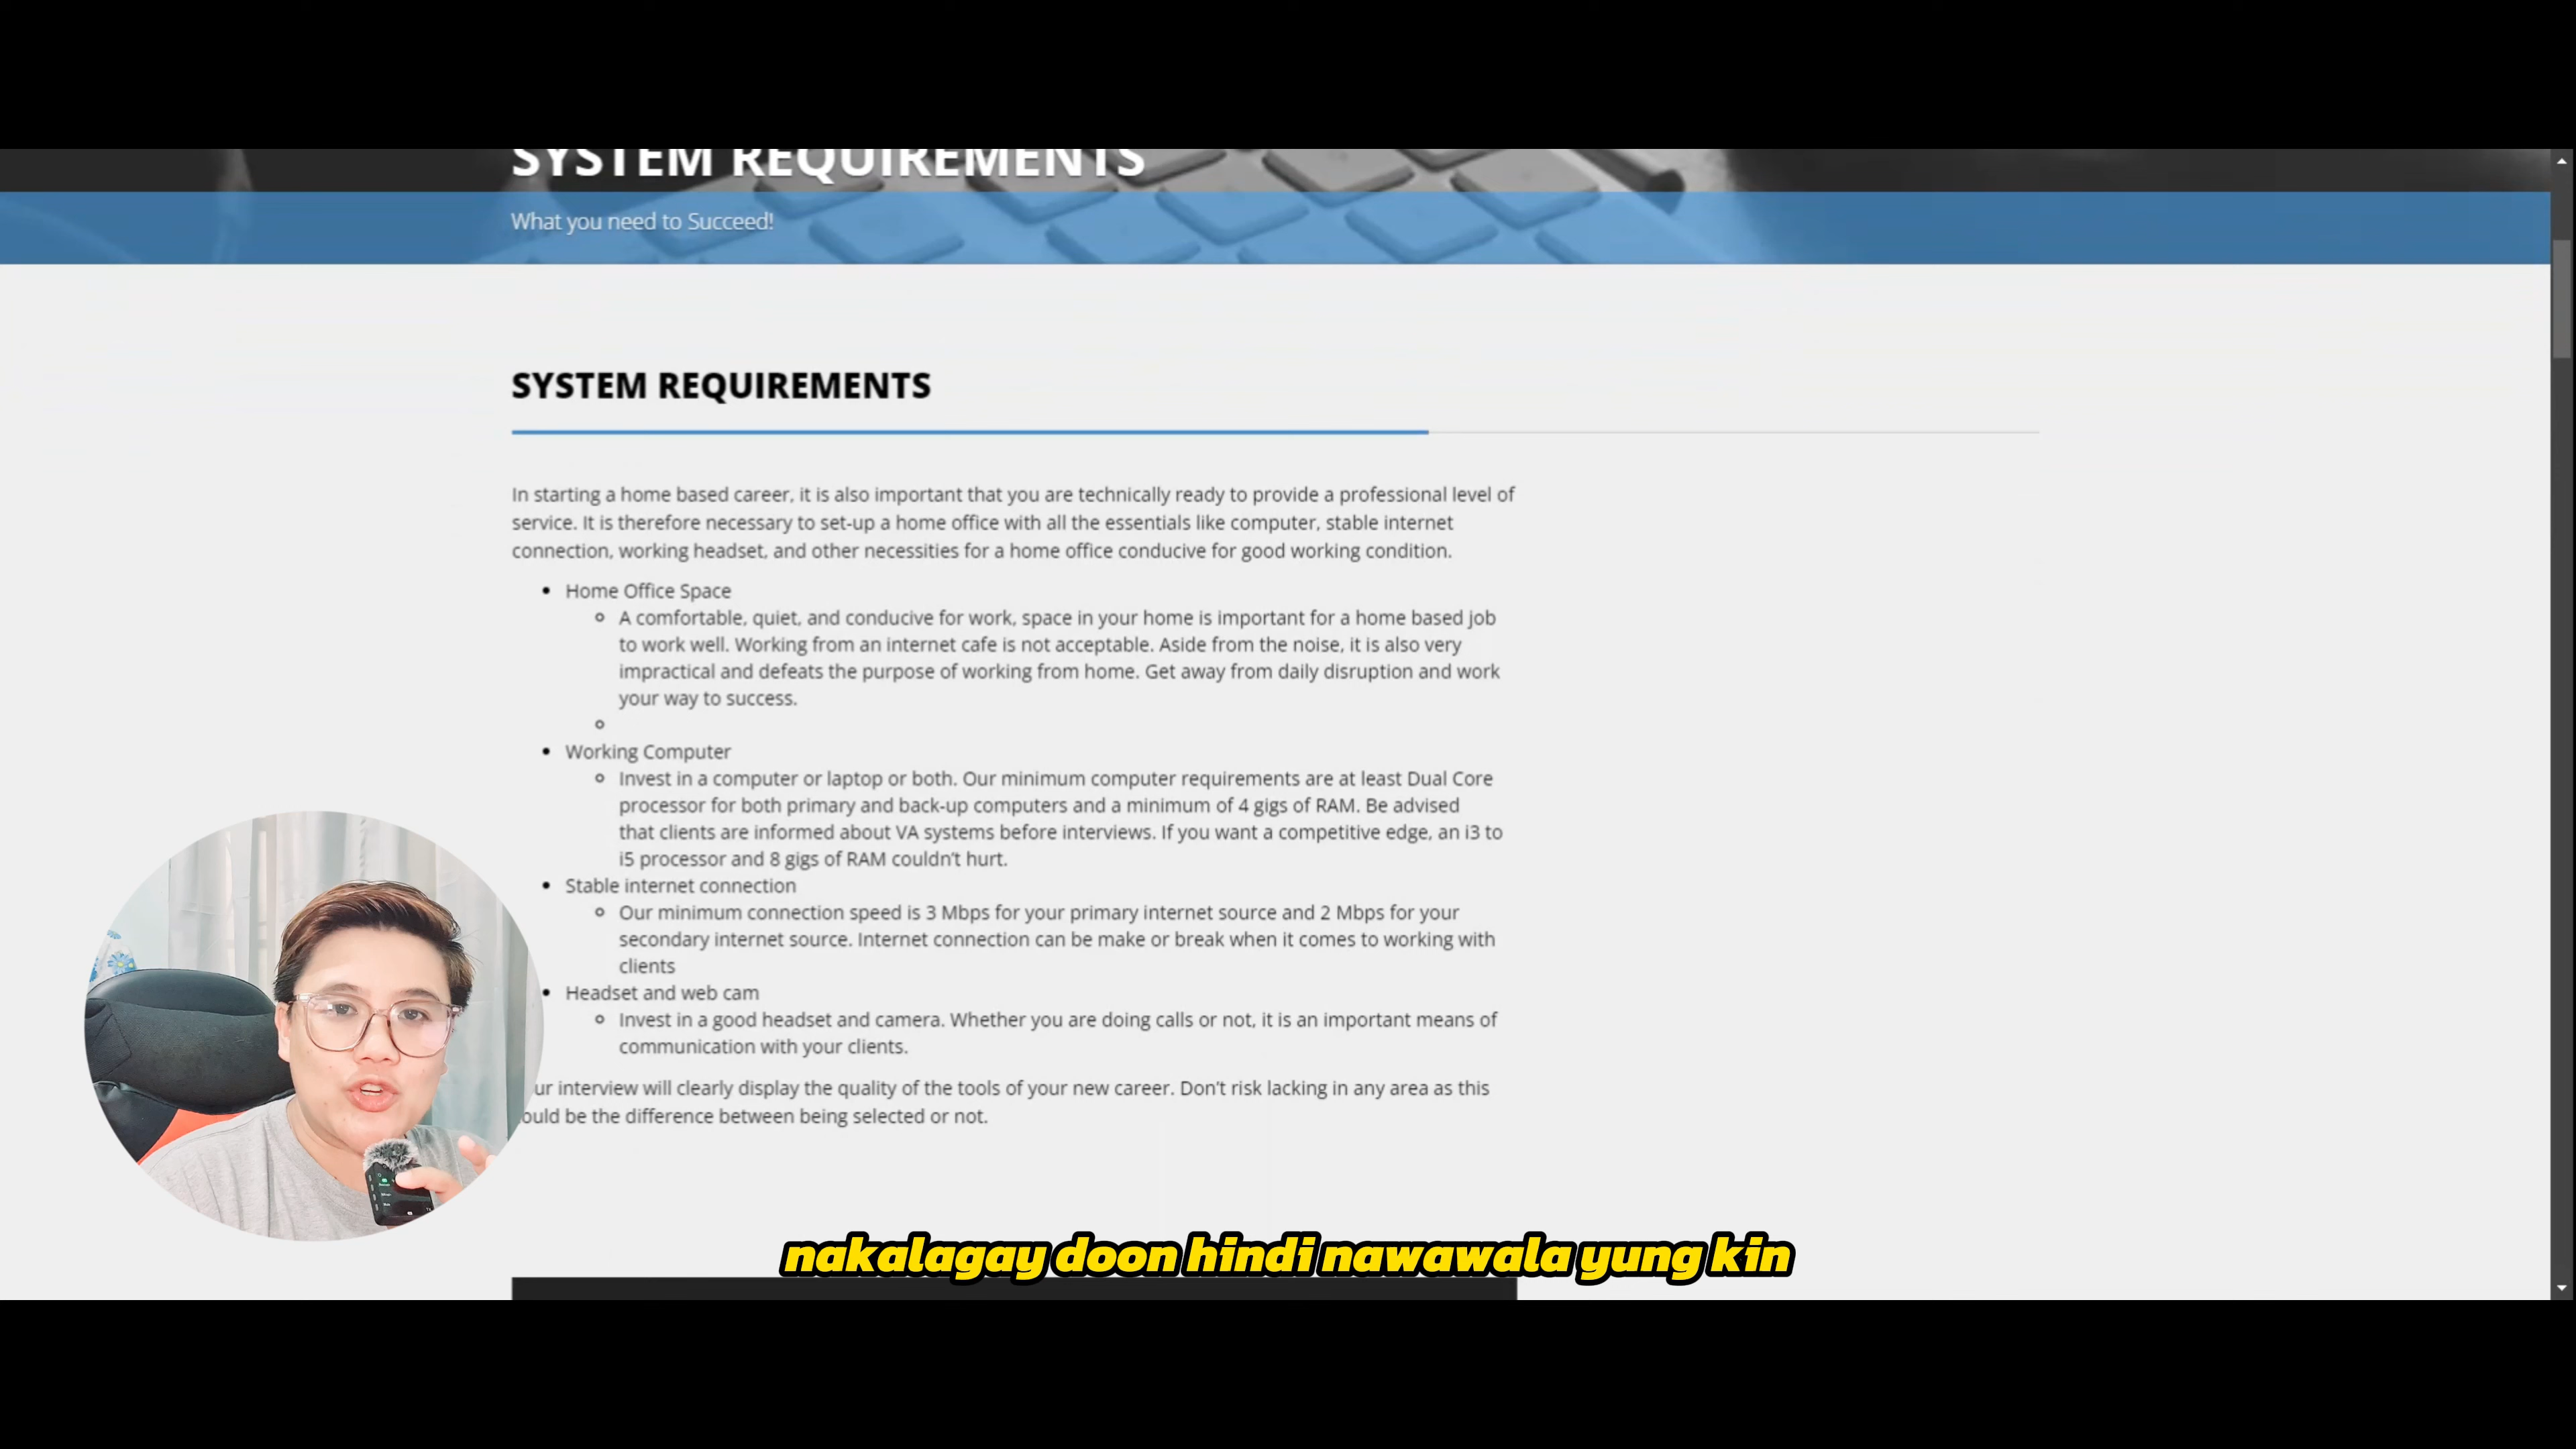 SYSTEM REQUIREMENTS
What you need to Succeed!
SYSTEM REQUIREMENTS
In starting a home based career, it is also important that you are technically ready to provide a professional level of
service. It is therefore necessary to set-up a home office with all the essentials like computer, stable internet
connection, working headset, and other necessities for a home office conducive for good working condition.
Home Office Space
A comfortable, quiet, and conducive for work, space in your home is important for a home based job
to work well. Working from an internet cafe is not acceptable. Aside from the noise, it is also very
impractical and defeats the purpose of working from home. Get away from daily disruption and work
your way to success.
Working Computer
Invest in a computer or laptop or both. Our minimum computer requirements are at least Dual Core
processor for both primary and back-up computers and a minimum of 4 gigs of RAM. Be advised
that clients are informed about VA systems before interviews. If you want a competitive edge, an i3 to
i5 processor and 8 gigs of RAM couldn't hurt.
Stable internet connection
Our minimum connection speed is 3 Mbps for your primary internet source and 2 Mbps for your
secondary internet source. Internet connection can be make or break when it comes to working with
clients
Headset and web cam
Invest in a good headset and camera. Whether you are doing calls or not, it is an important means of
communication with your clients.
ur interview will clearly display the quality of the tools of your new career. Don't risk lacking in any area as this
ould be the difference between being selected or not.
nakalagay doon hindi nawawala yung kin